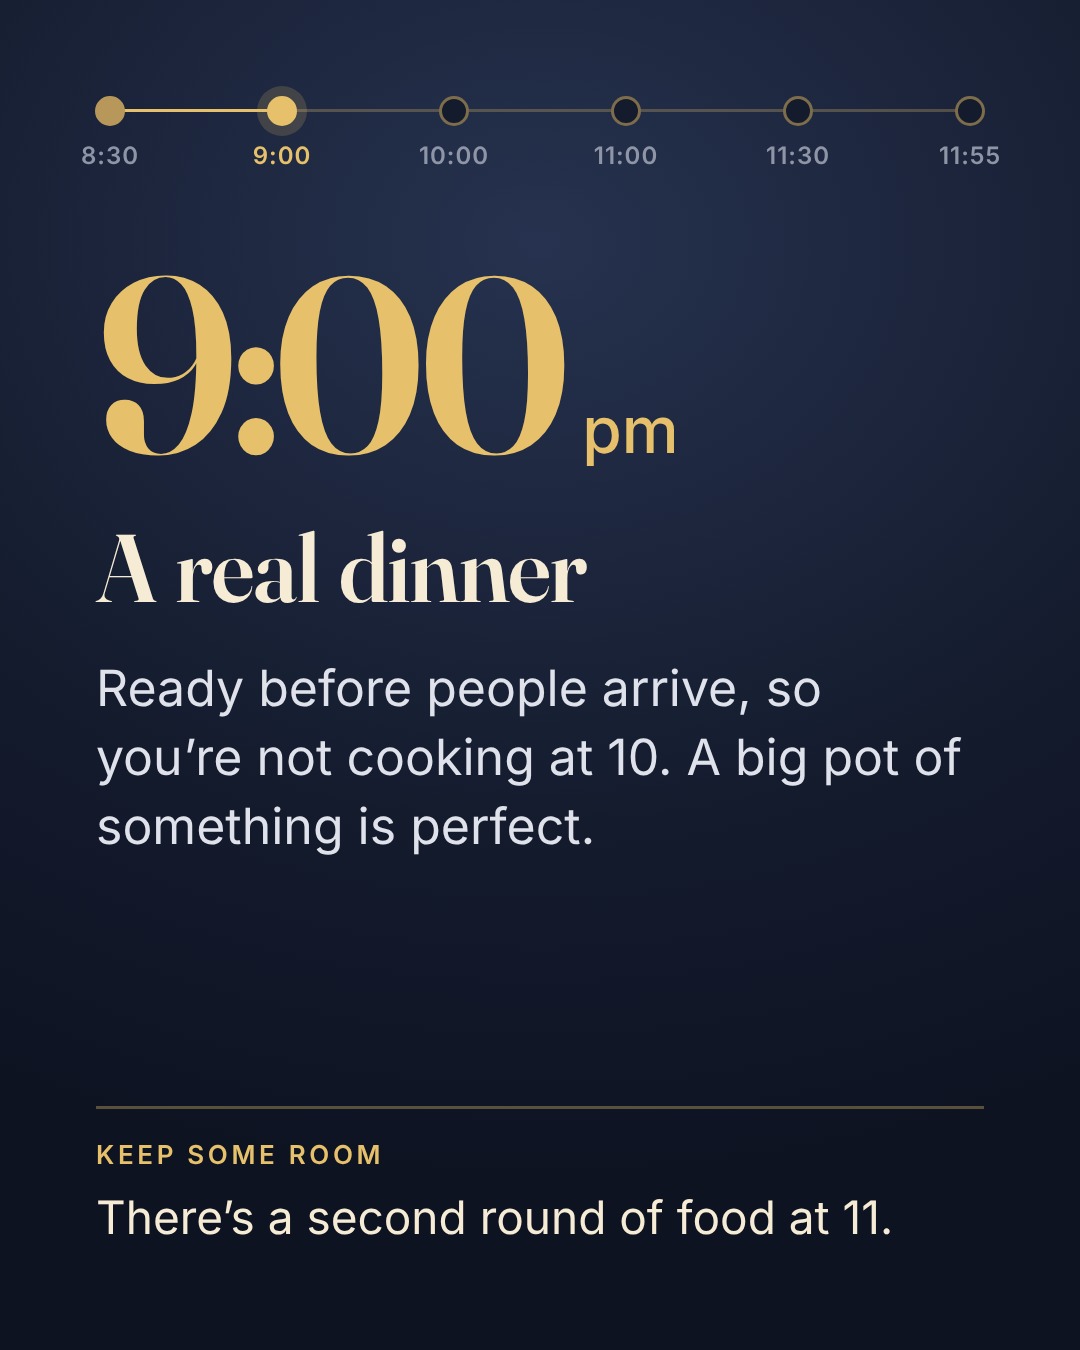 8:30 9:00 10:00 11:00 11:30 11:55
9:00 pm
A real dinner
Ready before people arrive, so
you’re not cooking at 10. A big pot of
something is perfect.
KEEP SOME ROOM
There’s a second round of food at 11.